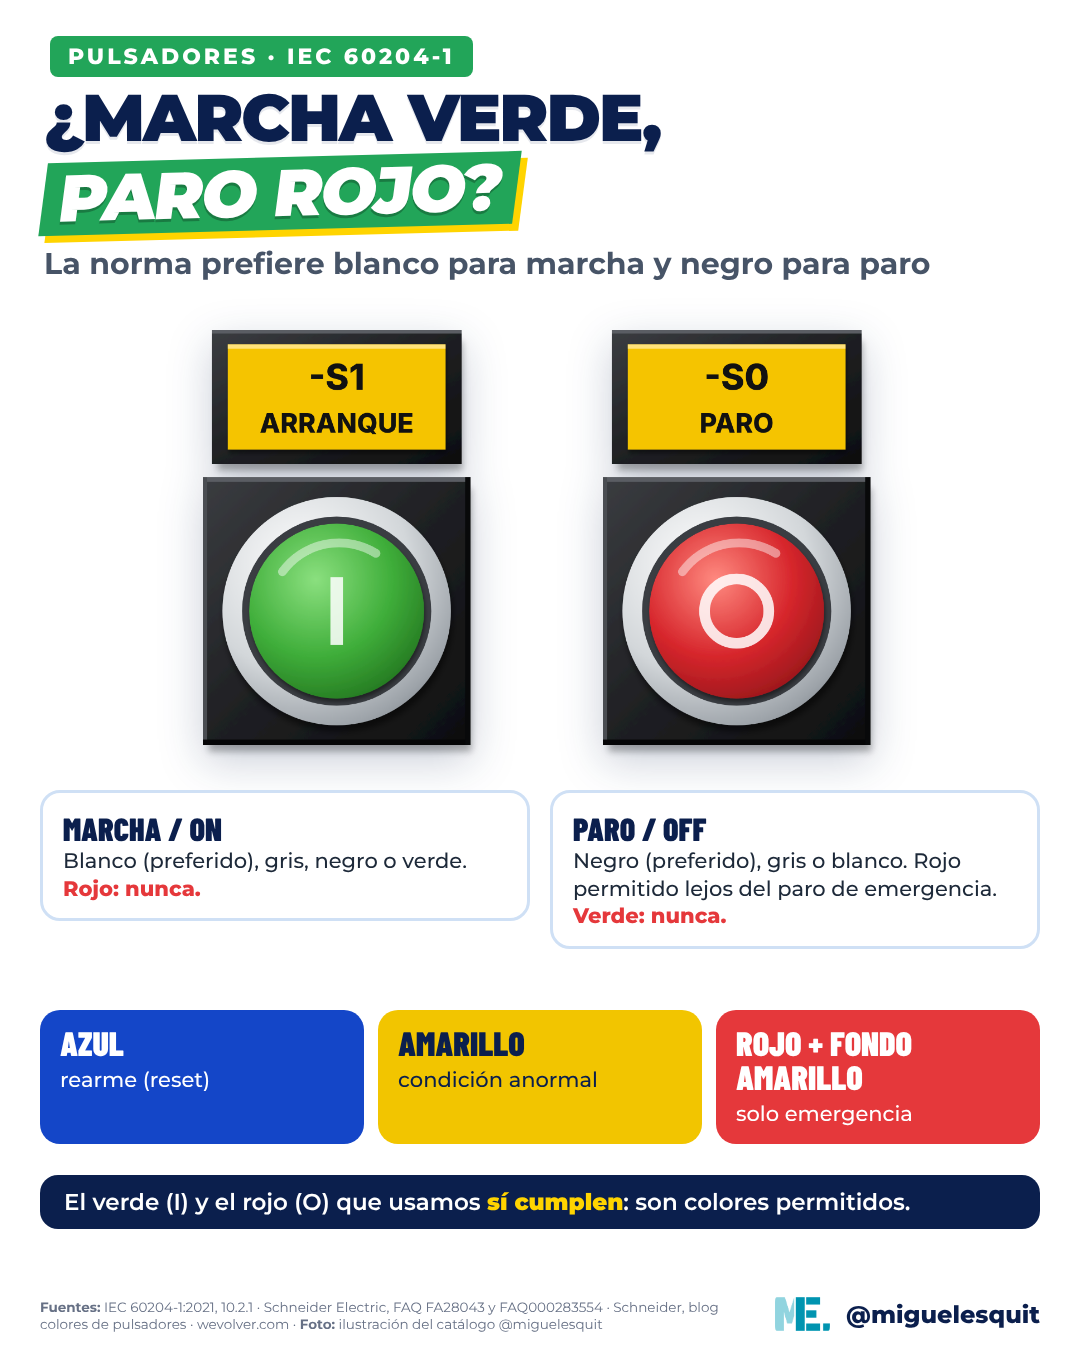 PULSADORES · IEC 60204-1
¿MARCHA VERDE,
PARO ROJO?
La norma prefiere blanco para marcha y negro para paro
-S1
ARRANQUE
-S0
PARO
I
O
MARCHA / ON
Blanco (preferido), gris, negro o verde.
Rojo: nunca.
PARO / OFF
Negro (preferido), gris o blanco. Rojo
permitido lejos del paro de emergencia.
Verde: nunca.
AZUL
rearme (reset)
AMARILLO
condición anormal
ROJO + FONDO
AMARILLO
solo emergencia
El verde (I) y el rojo (O) que usamos sí cumplen: son colores permitidos.
Fuentes: IEC 60204-1:2021, 10.2.1 · Schneider Electric, FAQ FA28043 y FAQ000283554 · Schneider, blog
colores de pulsadores · wevolver.com · Foto: ilustración del catálogo @miguelesquit
ME. @miguelesquit